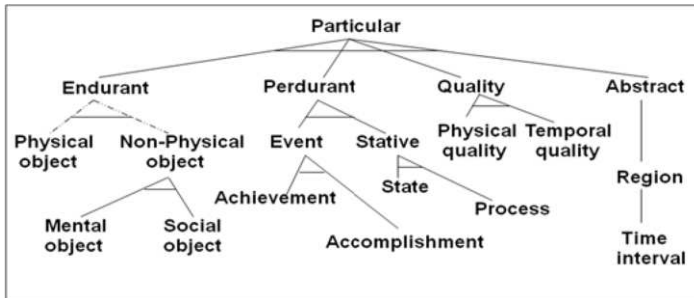 Particular
Endurant Perdurant Quality Abstract
Physical object
Non-Physical object
Event Stative
Physical quality
Temporal quality
Achievement
State
Process
Region
Mental object
Social object
Accomplishment
Time interval